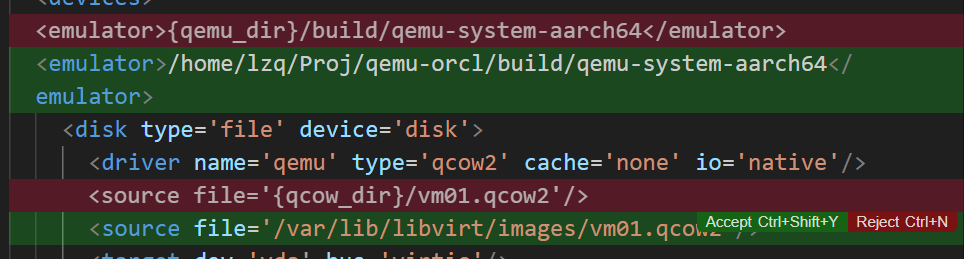 <devices>
<emulator>{qemu_dir}/build/qemu-system-aarch64</emulator>
<emulator>/home/lzq/Proj/qemu-orcl/build/qemu-system-aarch64</
emulator>
<disk type='file' device='disk'>
<driver name='qemu' type='qcow2' cache='none' io='native'/>
<source file='{qcow_dir}/vm01.qcow2'/>
<source file='/var/lib/libvirt/images/vm01.qcow2'/>
Accept Ctrl+Shift+Y Reject Ctrl+N
<target dev='vda' bus='virtio'/>